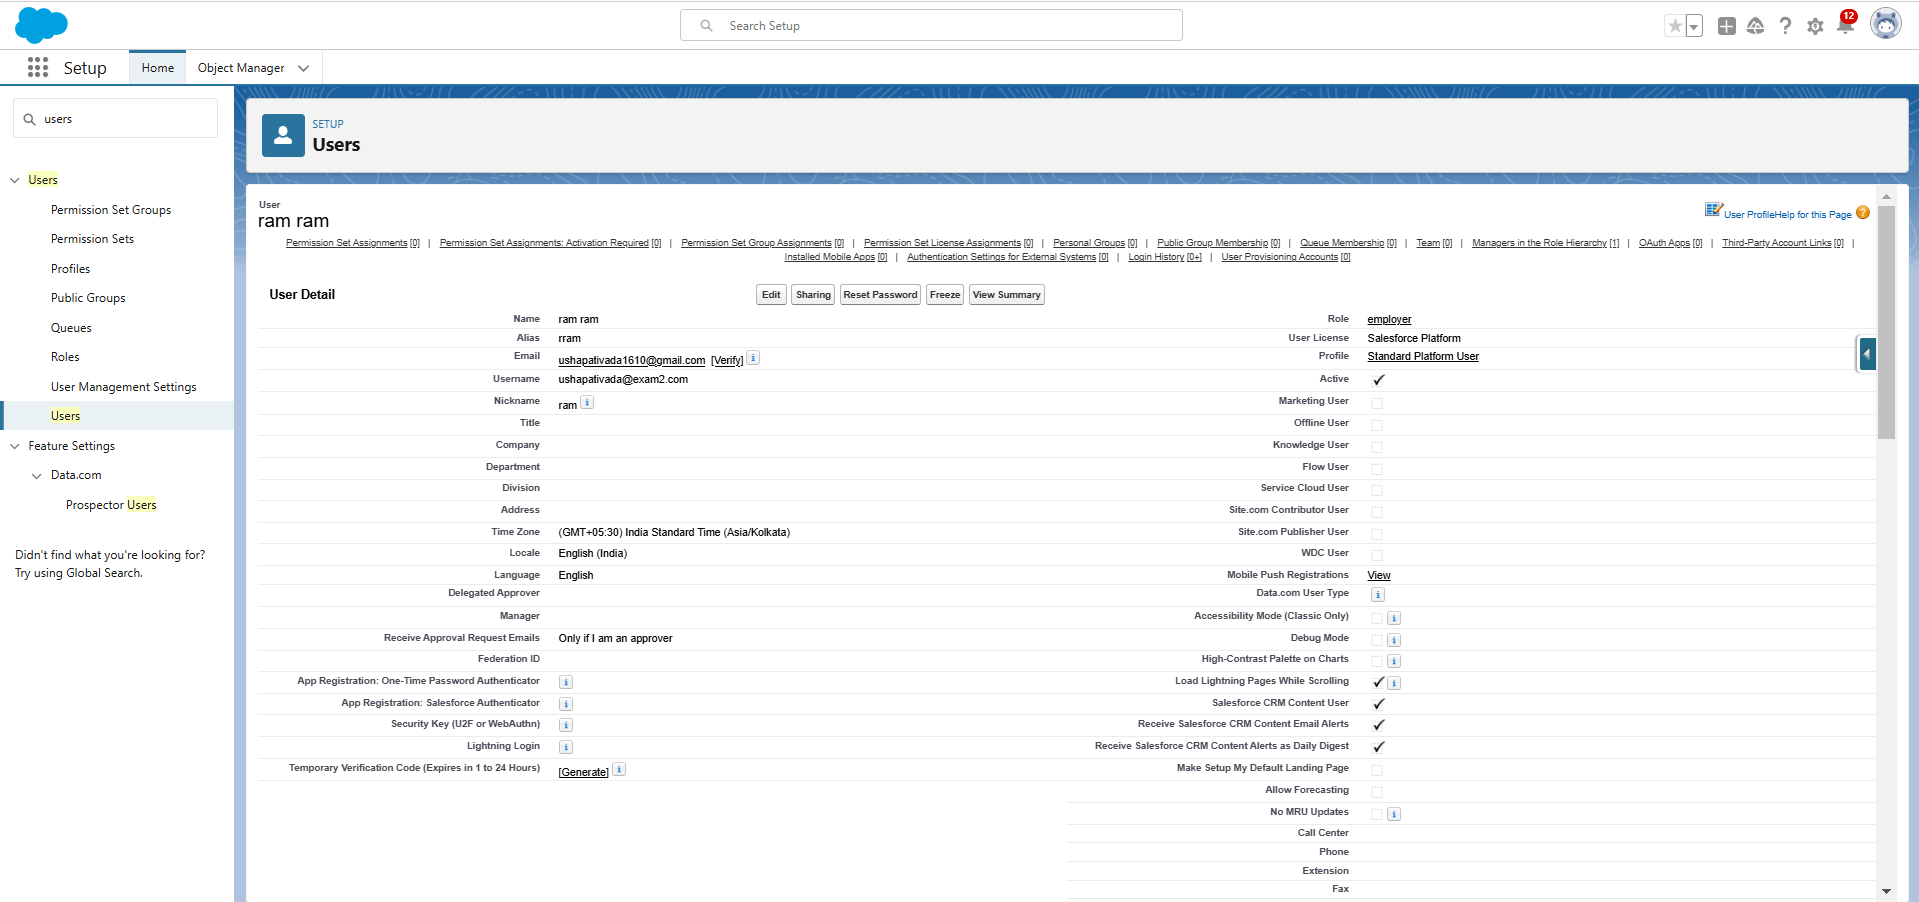 Search Setup
12
Setup
Home
Object Manager
users
Users
Permission Set Groups
Permission Sets
Profiles
Public Groups
Queues
Roles
User Management Settings
Users
Feature Settings
Data.com
Prospector Users
Didn't find what you're looking for?
Try using Global Search.
SETUP
Users
User
ram ram
User Profile Help for this Page
Permission Set Assignments [0] | Permission Set Assignments: Activation Required [0] | Permission Set Group Assignments [0] | Permission Set License Assignments [0] | Personal Groups [0] | Public Group Membership [0] | Queue Membership [0] | Team [0] | Managers in the Role Hierarchy [1] | OAuth Apps [0] | Third-Party Account Links [0] |
Installed Mobile Apps [0] | Authentication Settings for External Systems [0] | Login History [0+] | User Provisioning Accounts [0]
User Detail
Edit Sharing Reset Password Freeze View Summary
Name ram ram Role employer
Alias rram User License Salesforce Platform
Email ushapativada1610@gmail.com [Verify] i Profile Standard Platform User
Username ushapativada@exam2.com Active
Nickname ram i Marketing User
Title Offline User
Company Knowledge User
Department Flow User
Division Service Cloud User
Address Site.com Contributor User
Time Zone (GMT+05:30) India Standard Time (Asia/Kolkata) Site.com Publisher User
Locale English (India) WDC User
Language English Mobile Push Registrations View
Delegated Approver Data.com User Type i
Manager Accessibility Mode (Classic Only) i
Receive Approval Request Emails Only if I am an approver Debug Mode i
Federation ID High-Contrast Palette on Charts i
App Registration: One-Time Password Authenticator i Load Lightning Pages While Scrolling i
App Registration: Salesforce Authenticator i Salesforce CRM Content User
Security Key (U2F or WebAuthn) i Receive Salesforce CRM Content Email Alerts
Lightning Login i Receive Salesforce CRM Content Alerts as Daily Digest
Temporary Verification Code (Expires in 1 to 24 Hours) [Generate] i Make Setup My Default Landing Page
Allow Forecasting
No MRU Updates i
Call Center
Phone
Extension
Fax